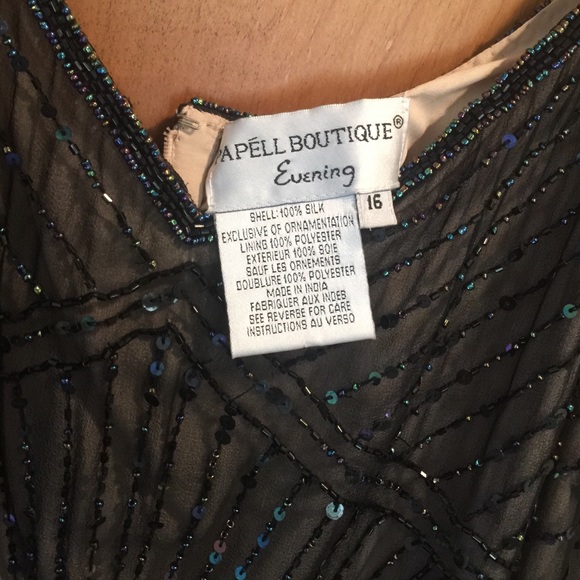 PAPÉLL BOUTIQUE®
Evening
16
SHELL: 100% SILK
EXCLUSIVE OF ORNAMENTATION
LINING 100% POLYESTER
EXTERIEUR 100% SOIE
SAUF LES ORNEMENTS
DOUBLURE 100% POLYESTER
MADE IN INDIA
FABRIQUER AUX INDES
SEE REVERSE FOR CARE
INSTRUCTIONS AU VERSO